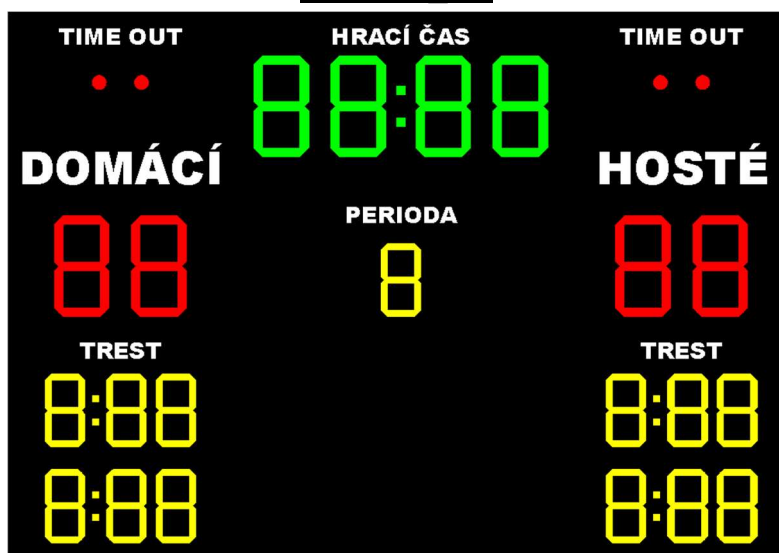 TIME OUT HRACÍ ČAS TIME OUT
88:88
DOMÁCÍ HOSTÉ
PERIODA
88 8 88
TREST TREST
8:88 8:88
8:88 8:88